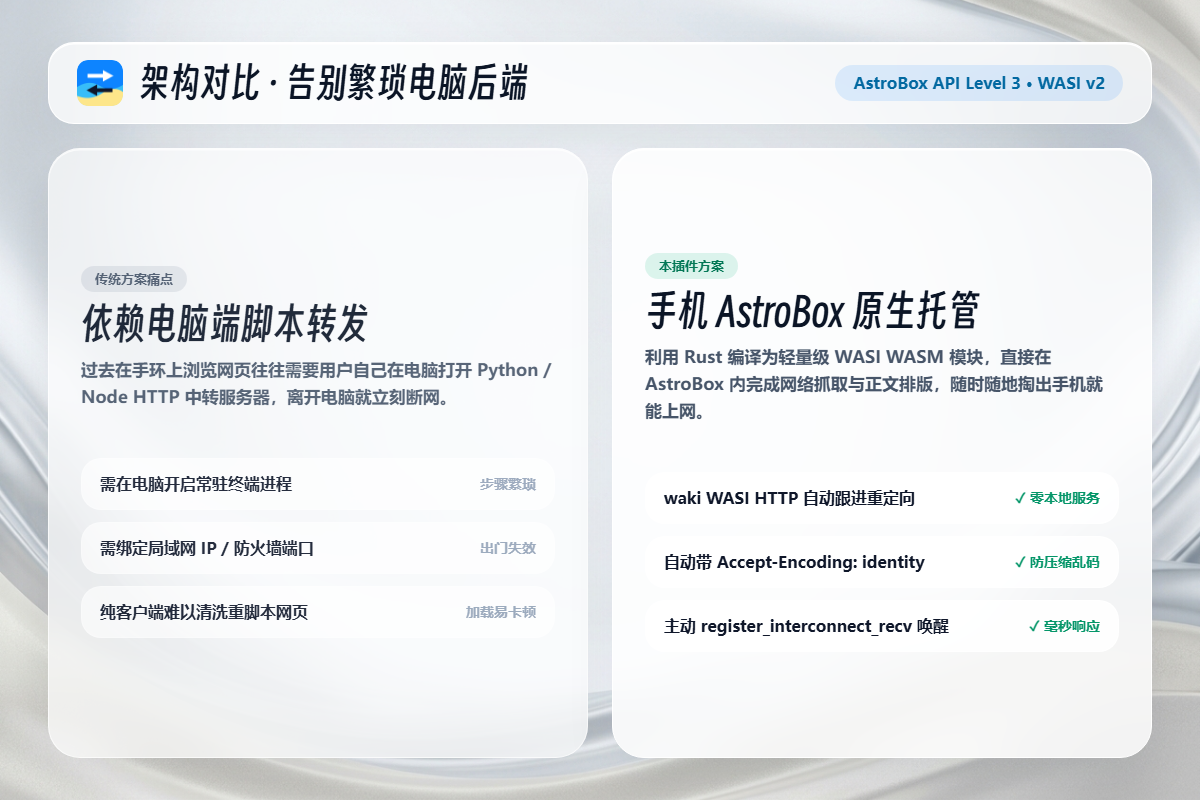 架构对比 · 告别繁琐电脑后端
AstroBox API Level 3 • WASI v2
传统方案痛点
依赖电脑端脚本转发
过去在手环上浏览网页往往需要用户自己在电脑打开 Python /
Node HTTP 中转服务器，离开电脑就立刻断网。
需在电脑开启常驻终端进程 步骤繁琐
需绑定局域网 IP / 防火墙端口 出门失效
纯客户端难以清洗重脚本网页 加载易卡顿
本插件方案
手机 AstroBox 原生托管
利用 Rust 编译为轻量级 WASI WASM 模块，直接在
AstroBox 内完成网络抓取与正文排版，随时随地掏出手机就
能上网。
waki WASI HTTP 自动跟进重定向 ✓ 零本地服务
自动带 Accept-Encoding: identity ✓ 防压缩乱码
主动 register_interconnect_recv 唤醒 ✓ 毫秒响应